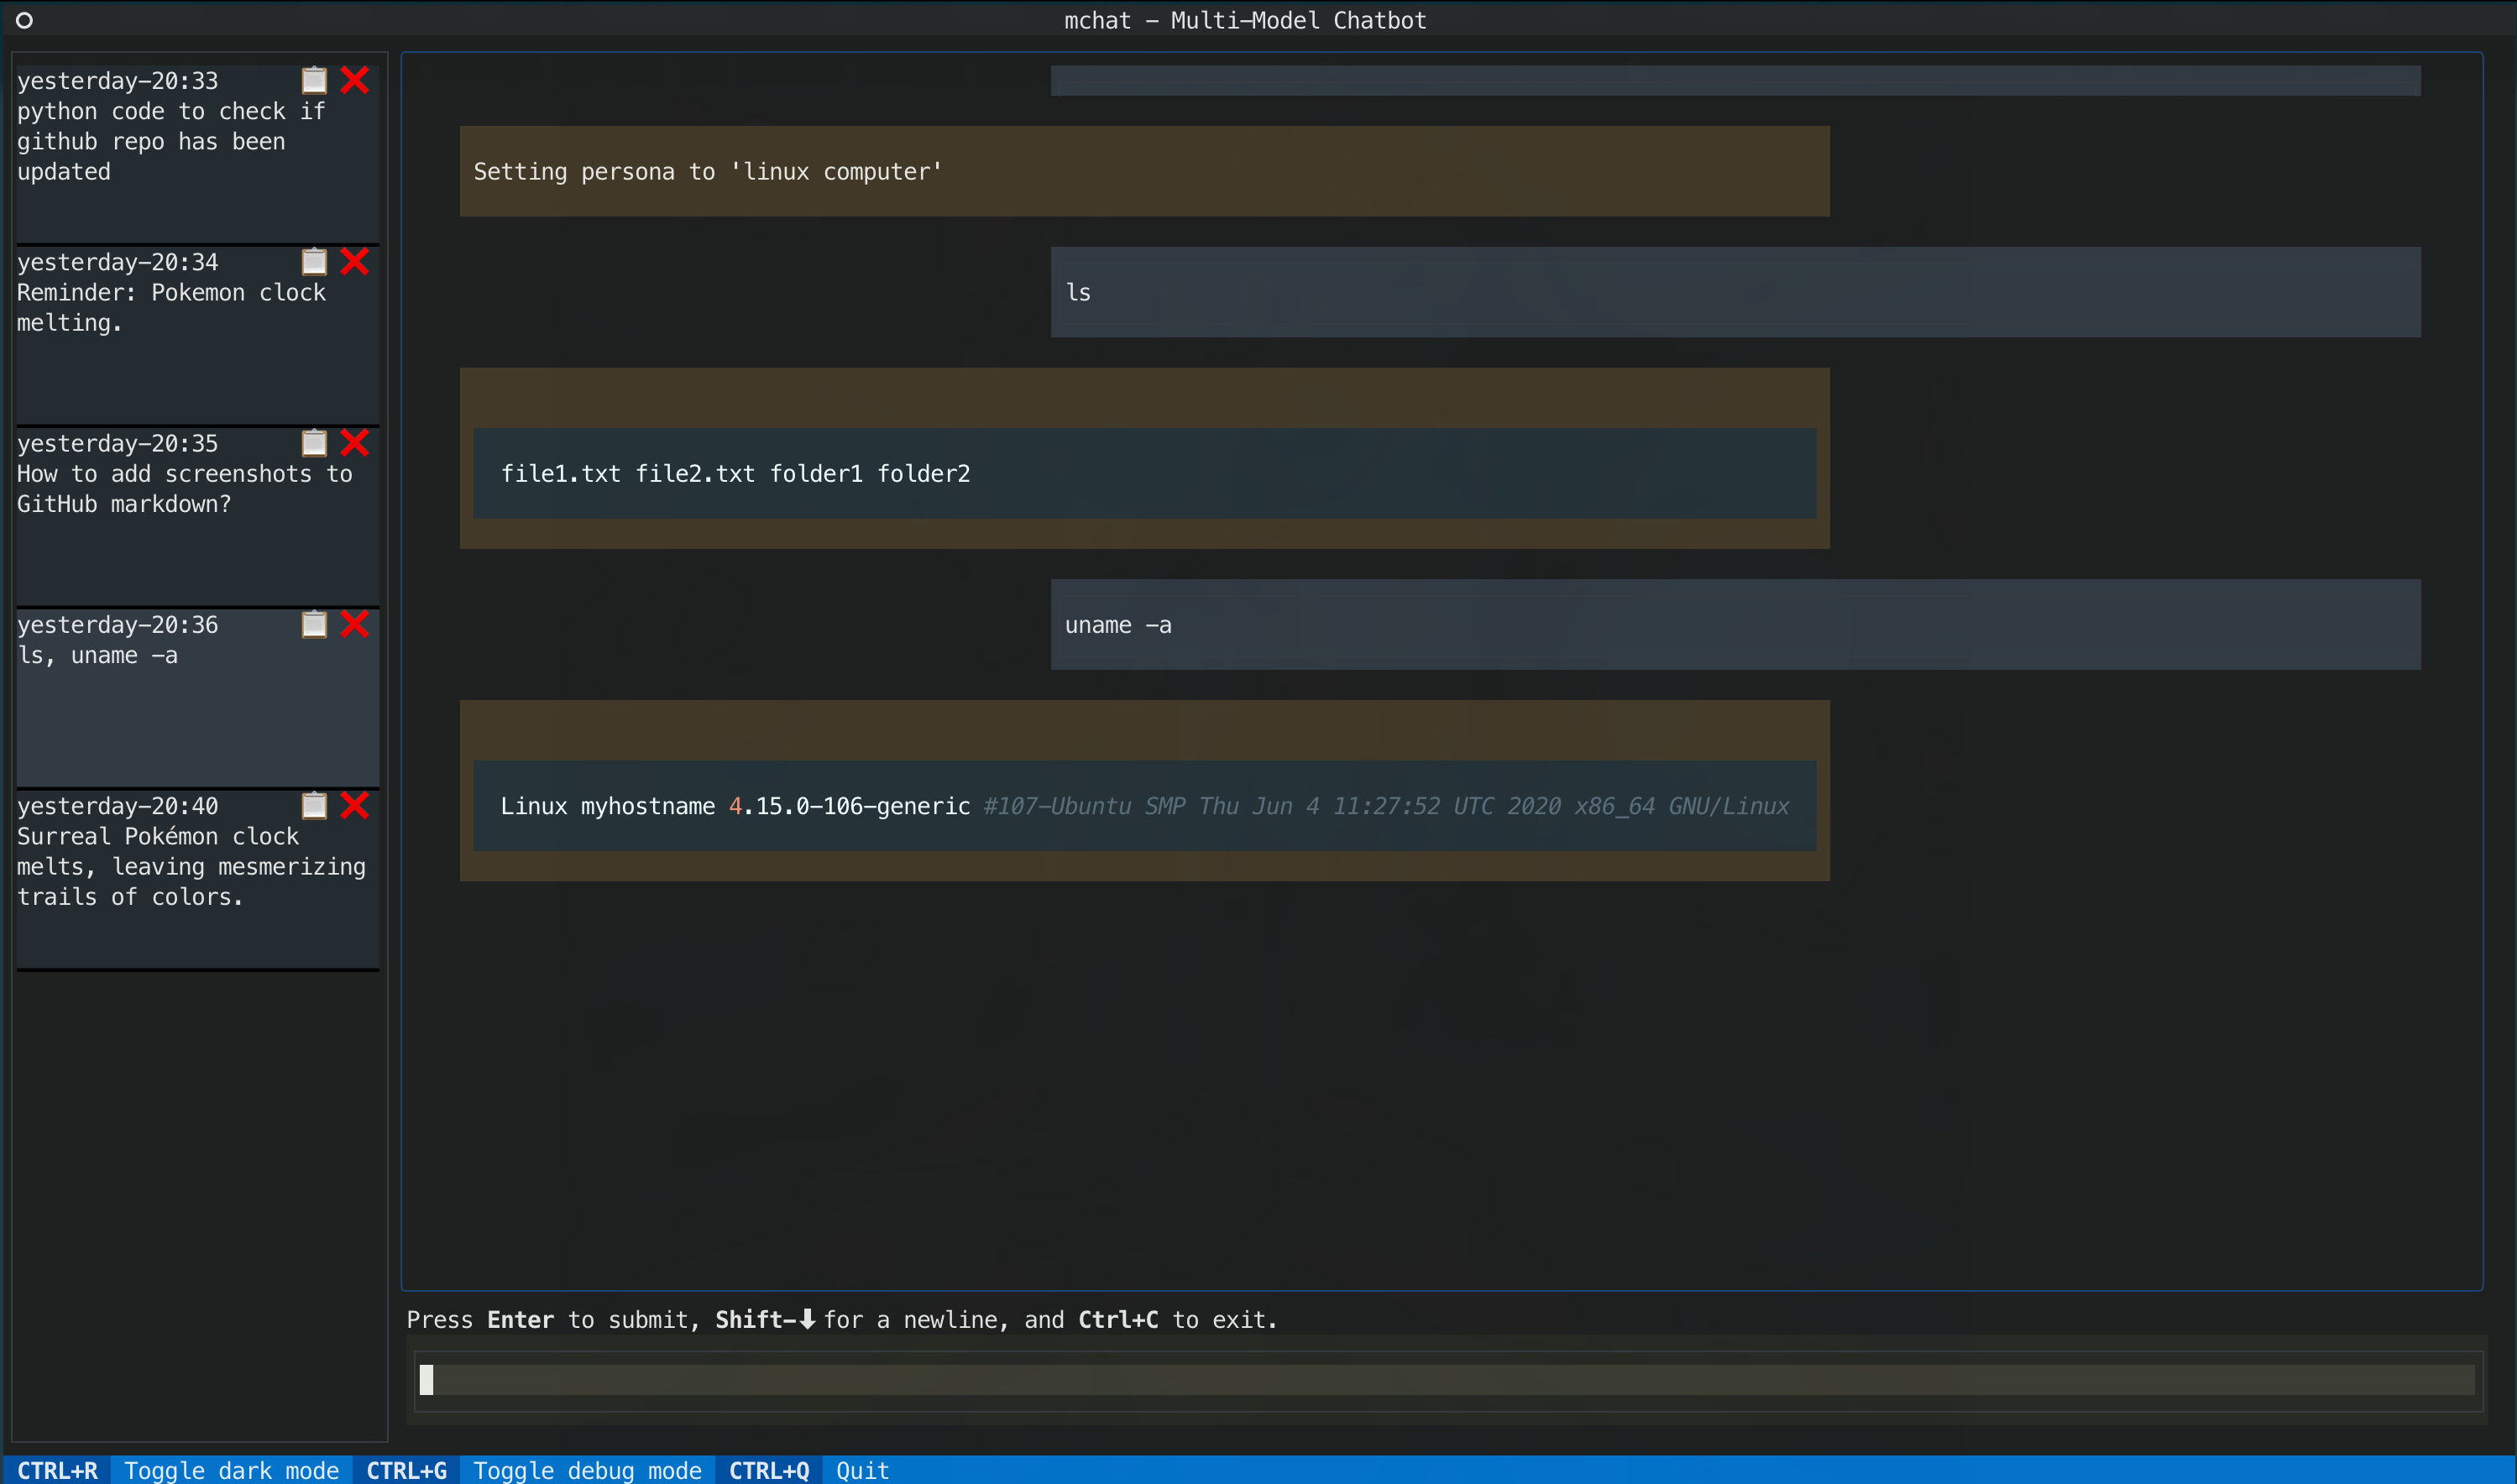 mchat – Multi-Model Chatbot
yesterday-20:33
python code to check if
github repo has been
updated
yesterday-20:34
Reminder: Pokemon clock
melting.
yesterday-20:35
How to add screenshots to
GitHub markdown?
yesterday-20:36
ls, uname -a
yesterday-20:40
Surreal Pokémon clock
melts, leaving mesmerizing
trails of colors.
Setting persona to 'linux computer'
ls
file1.txt file2.txt folder1 folder2
uname -a
Linux myhostname 4.15.0-106-generic #107-Ubuntu SMP Thu Jun 4 11:27:52 UTC 2020 x86_64 GNU/Linux
Press Enter to submit, Shift-⬇ for a newline, and Ctrl+C to exit.
CTRL+R Toggle dark mode CTRL+G Toggle debug mode CTRL+Q Quit